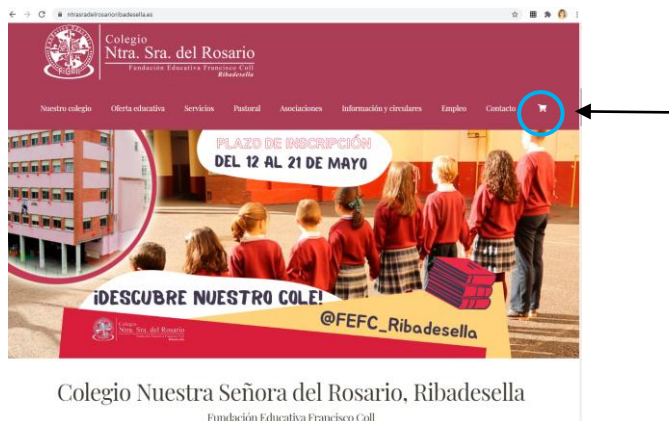 ntrasradelrosarioribadesella.es
Colegio
Ntra. Sra. del Rosario
Fundación Educativa Francisco Coll
Ribadesella
Nuestro colegio Oferta educativa Servicios Pastoral Asociaciones Información y circulares Empleo Contacto
PLAZO DE INSCRIPCIÓN
DEL 12 AL 21 DE MAYO
¡DESCUBRE NUESTRO COLE!
@FEFC_Ribadesella
Colegio
Ntra. Sra. del Rosario
Colegio Nuestra Señora del Rosario, Ribadesella
Fundación Educativa Francisco Coll